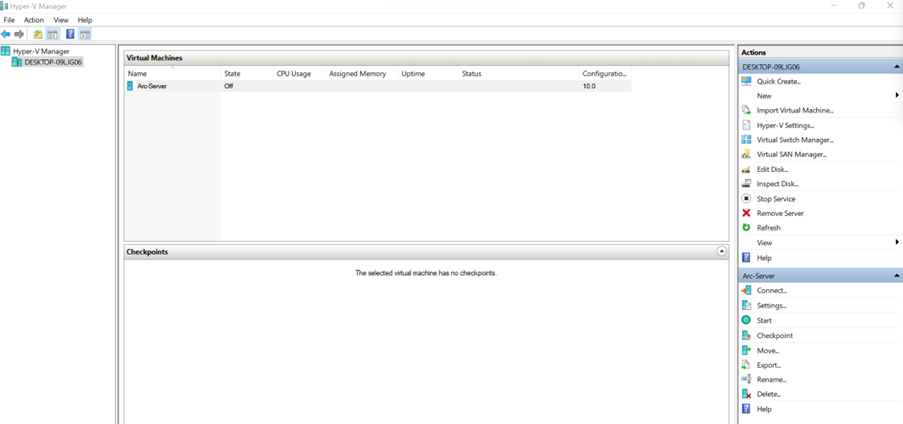 Hyper-V Manager
File Action View Help
Hyper-V Manager
DESKTOP-09LJG06
Virtual Machines
Name State CPU Usage Assigned Memory Uptime Status Configuratio...
Arc-Server Off 10.0
Checkpoints
The selected virtual machine has no checkpoints.
Actions
DESKTOP-09LJG06
Quick Create...
New
Import Virtual Machine...
Hyper-V Settings...
Virtual Switch Manager...
Virtual SAN Manager...
Edit Disk...
Inspect Disk...
Stop Service
Remove Server
Refresh
View
Help
Arc-Server
Connect...
Settings...
Start
Checkpoint
Move...
Export...
Rename...
Delete...
Help